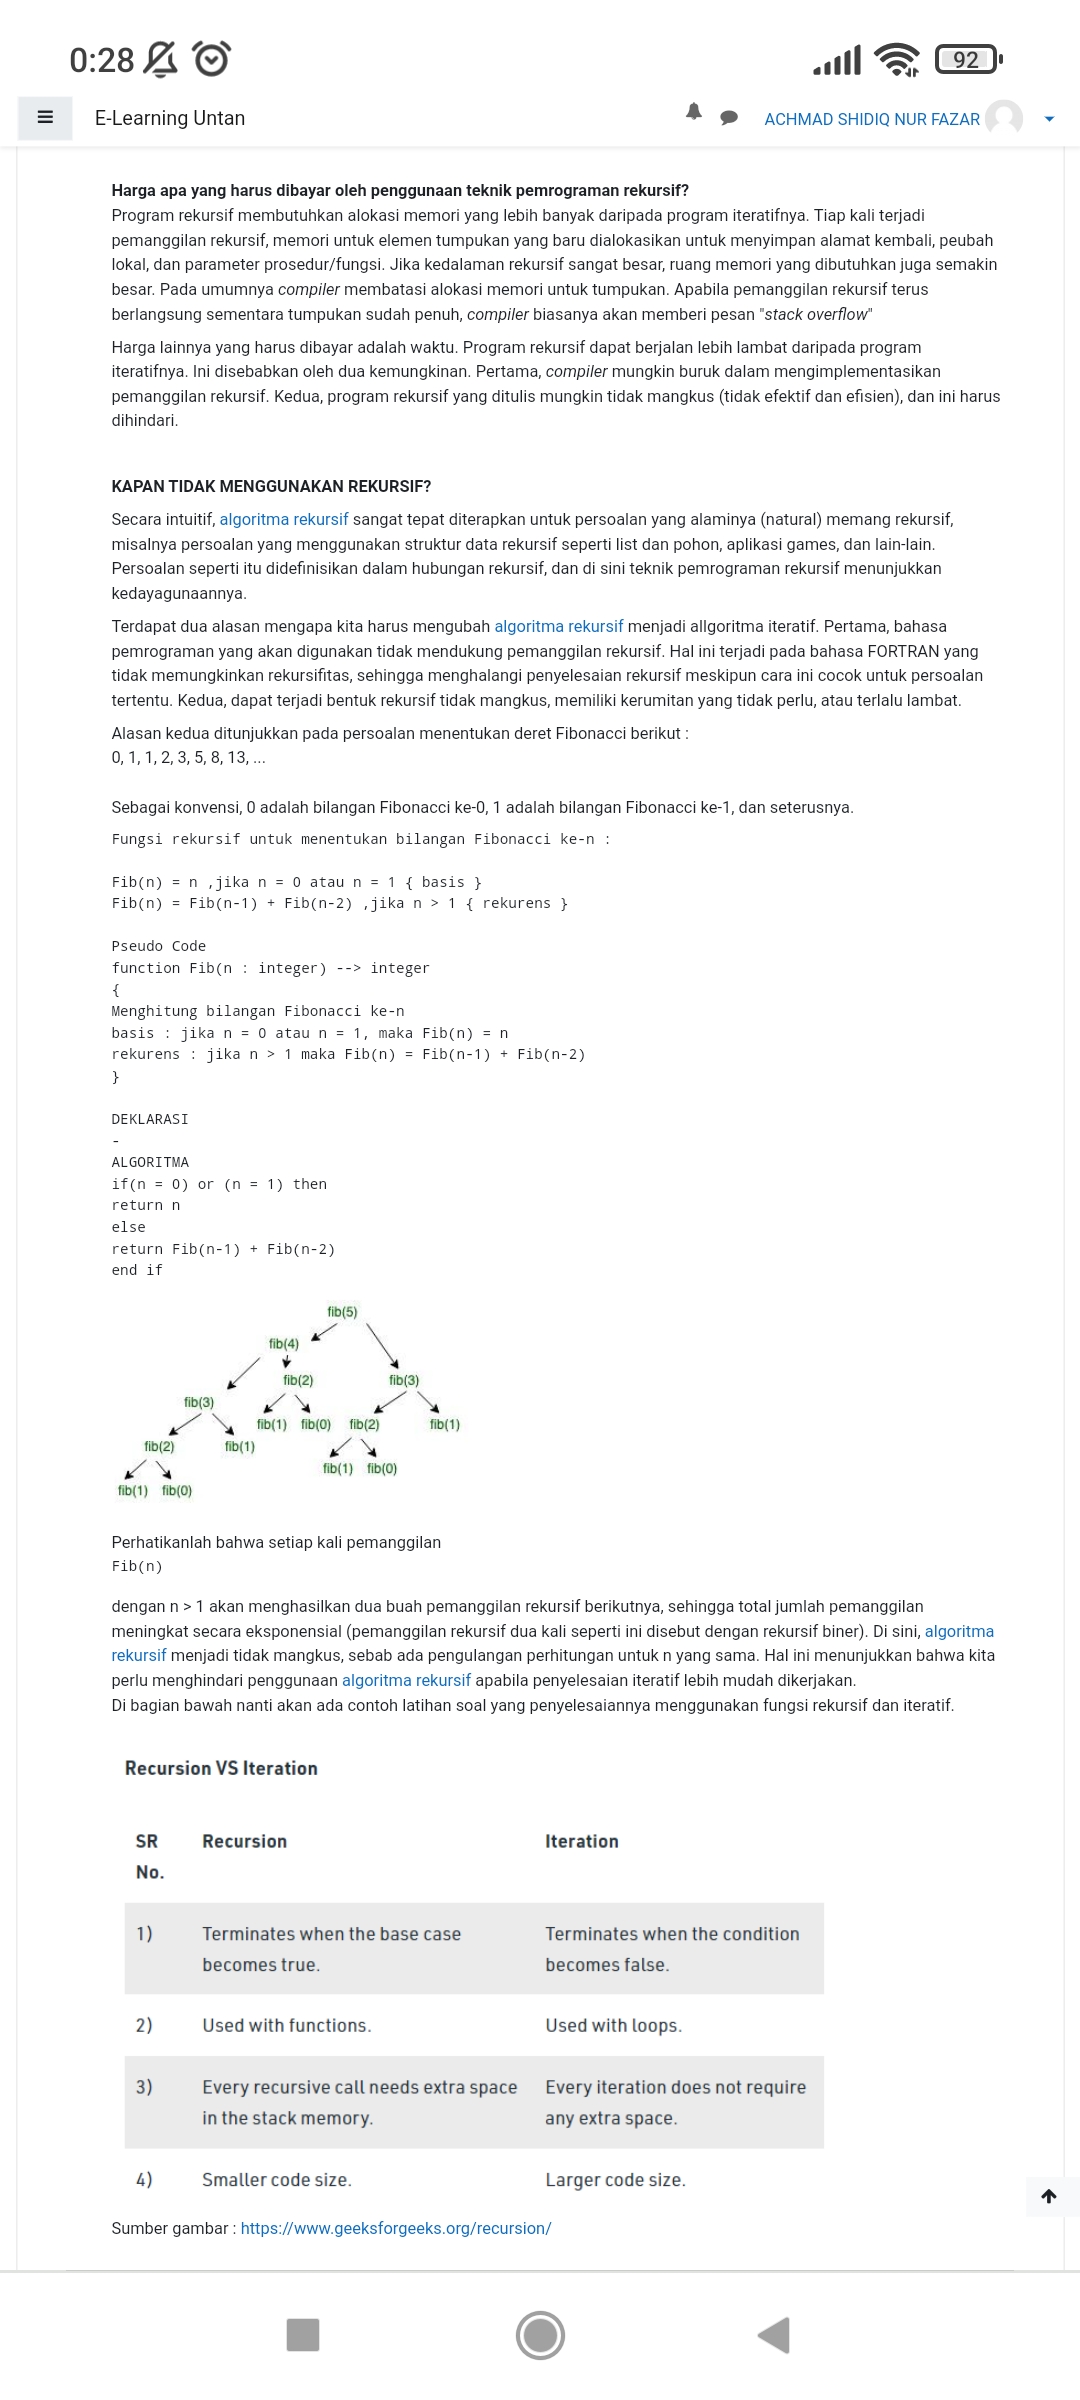 0:28
92
E-Learning Untan
ACHMAD SHIDIQ NUR FAZAR
Harga apa yang harus dibayar oleh penggunaan teknik pemrograman rekursif?
Program rekursif membutuhkan alokasi memori yang lebih banyak daripada program iteratifnya. Tiap kali terjadi
pemanggilan rekursif, memori untuk elemen tumpukan yang baru dialokasikan untuk menyimpan alamat kembali, peubah
lokal, dan parameter prosedur/fungsi. Jika kedalaman rekursif sangat besar, ruang memori yang dibutuhkan juga semakin
besar. Pada umumnya compiler membatasi alokasi memori untuk tumpukan. Apabila pemanggilan rekursif terus
berlangsung sementara tumpukan sudah penuh, compiler biasanya akan memberi pesan "stack overflow"
Harga lainnya yang harus dibayar adalah waktu. Program rekursif dapat berjalan lebih lambat daripada program
iteratifnya. Ini disebabkan oleh dua kemungkinan. Pertama, compiler mungkin buruk dalam mengimplementasikan
pemanggilan rekursif. Kedua, program rekursif yang ditulis mungkin tidak mangkus (tidak efektif dan efisien), dan ini harus
dihindari.
KAPAN TIDAK MENGGUNAKAN REKURSIF?
Secara intuitif, algoritma rekursif sangat tepat diterapkan untuk persoalan yang alaminya (natural) memang rekursif,
misalnya persoalan yang menggunakan struktur data rekursif seperti list dan pohon, aplikasi games, dan lain-lain.
Persoalan seperti itu didefinisikan dalam hubungan rekursif, dan di sini teknik pemrograman rekursif menunjukkan
kedayagunaannya.
Terdapat dua alasan mengapa kita harus mengubah algoritma rekursif menjadi allgoritma iteratif. Pertama, bahasa
pemrograman yang akan digunakan tidak mendukung pemanggilan rekursif. Hal ini terjadi pada bahasa FORTRAN yang
tidak memungkinkan rekursifitas, sehingga menghalangi penyelesaian rekursif meskipun cara ini cocok untuk persoalan
tertentu. Kedua, dapat terjadi bentuk rekursif tidak mangkus, memiliki kerumitan yang tidak perlu, atau terlalu lambat.
Alasan kedua ditunjukkan pada persoalan menentukan deret Fibonacci berikut :
0, 1, 1, 2, 3, 5, 8, 13, ...
Sebagai konvensi, 0 adalah bilangan Fibonacci ke-0, 1 adalah bilangan Fibonacci ke-1, dan seterusnya.
Fungsi rekursif untuk menentukan bilangan Fibonacci ke-n :
Fib(n) = n ,jika n = 0 atau n = 1 { basis }
Fib(n) = Fib(n-1) + Fib(n-2) ,jika n > 1 { rekurens }
Pseudo Code
function Fib(n : integer) --> integer
{
Menghitung bilangan Fibonacci ke-n
basis : jika n = 0 atau n = 1, maka Fib(n) = n
rekurens : jika n > 1 maka Fib(n) = Fib(n-1) + Fib(n-2)
}
DEKLARASI
-
ALGORITMA
if(n = 0) or (n = 1) then
return n
else
return Fib(n-1) + Fib(n-2)
end if
fib(5)
fib(4)
fib(2) fib(3)
fib(3)
fib(1) fib(0) fib(2) fib(1)
fib(2) fib(1)
fib(1) fib(0)
fib(1) fib(0)
Perhatikanlah bahwa setiap kali pemanggilan
Fib(n)
dengan n > 1 akan menghasilkan dua buah pemanggilan rekursif berikutnya, sehingga total jumlah pemanggilan
meningkat secara eksponensial (pemanggilan rekursif dua kali seperti ini disebut dengan rekursif biner). Di sini, algoritma
rekursif menjadi tidak mangkus, sebab ada pengulangan perhitungan untuk n yang sama. Hal ini menunjukkan bahwa kita
perlu menghindari penggunaan algoritma rekursif apabila penyelesaian iteratif lebih mudah dikerjakan.
Di bagian bawah nanti akan ada contoh latihan soal yang penyelesaiannya menggunakan fungsi rekursif dan iteratif.
Recursion VS Iteration
SR Recursion Iteration
No.
1) Terminates when the base case Terminates when the condition
becomes true. becomes false.
2) Used with functions. Used with loops.
3) Every recursive call needs extra space Every iteration does not require
in the stack memory. any extra space.
4) Smaller code size. Larger code size.
Sumber gambar : https://www.geeksforgeeks.org/recursion/